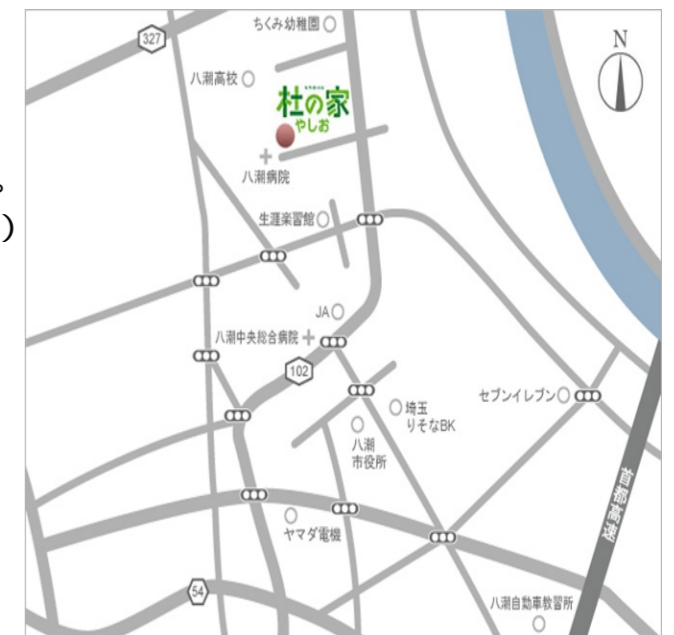 ちくみ幼稚園
327
N
八潮高校
杜の家
やしお
。
八潮病院
)
生涯楽習館
JA
八潮中央総合病院
102
セブンイレブン
埼玉
りそなBK
八潮
市役所
首都高速
ヤマダ電機
54
八潮自動車教習所